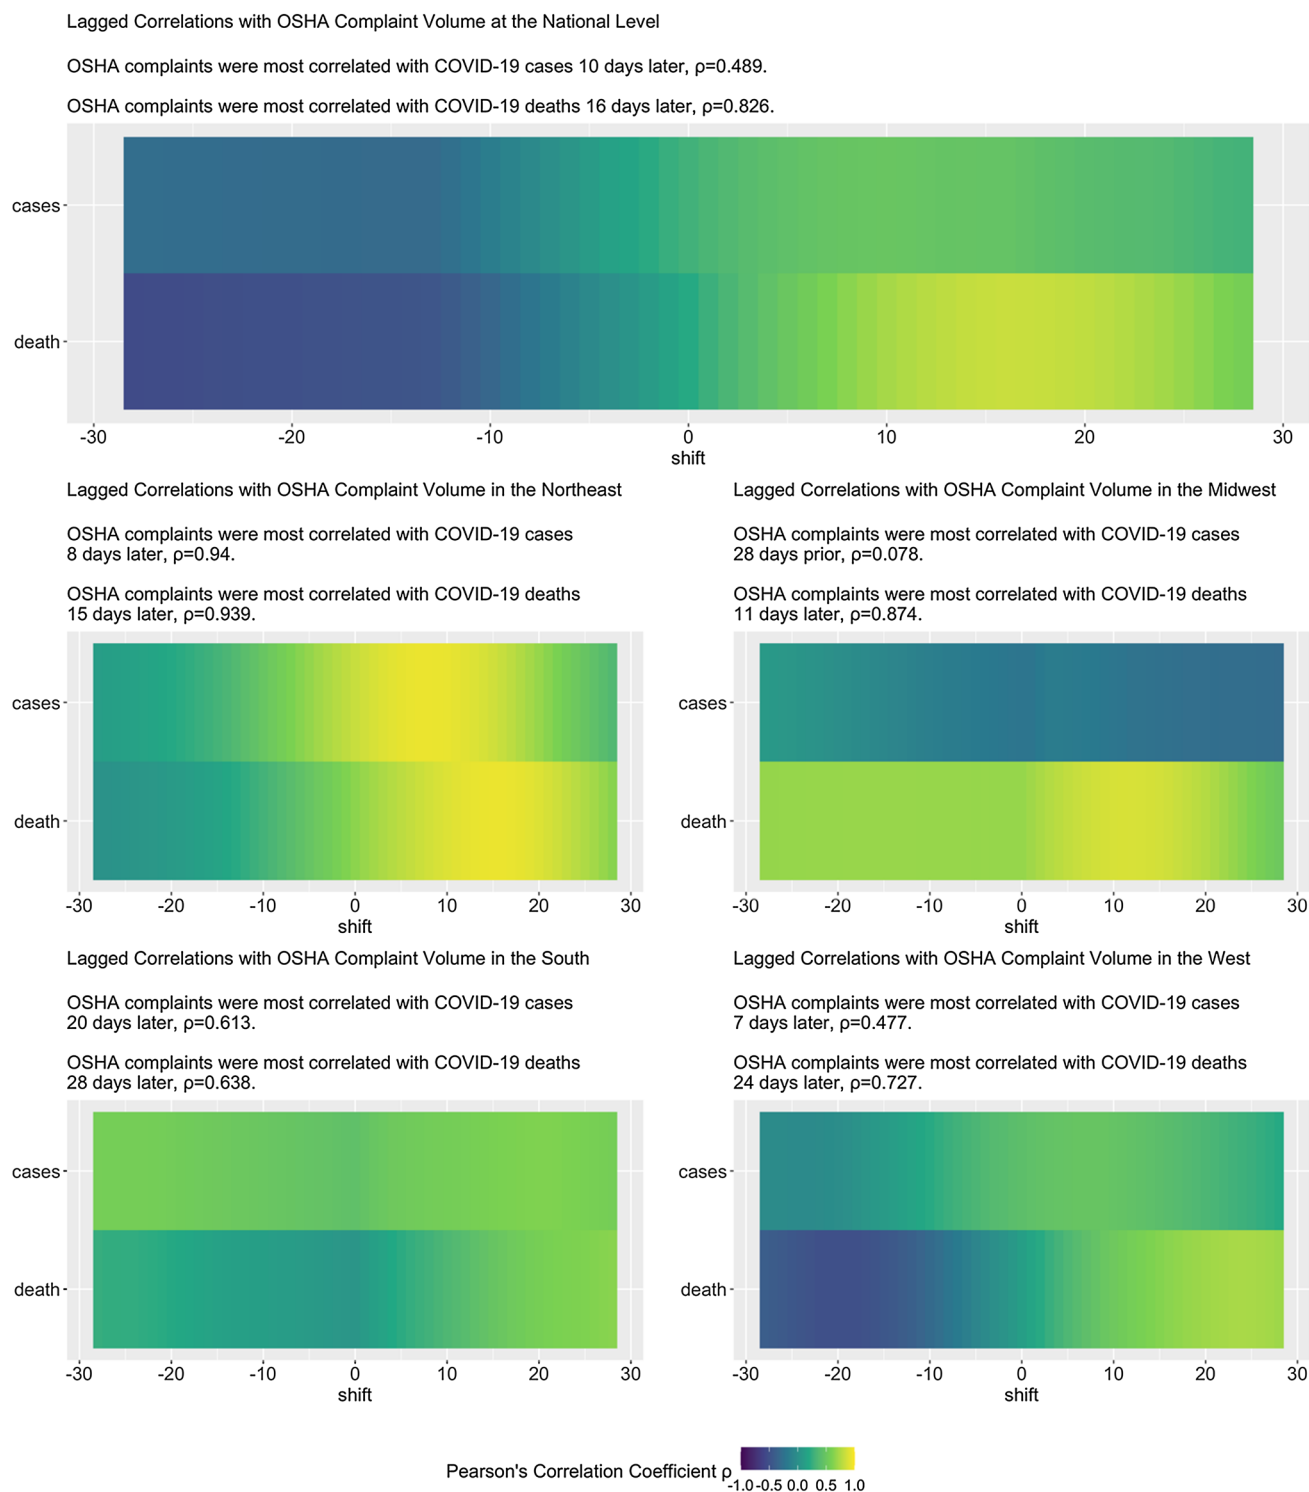 Lagged Correlations with OSHA Complaint Volume at the National Level
OSHA complaints were most correlated with COVID-19 cases 10 days later, ρ=0.489.
OSHA complaints were most correlated with COVID-19 deaths 16 days later, ρ=0.826.
cases
death
-30 -20 -10 0 10 20 30
shift
Lagged Correlations with OSHA Complaint Volume in the Northeast
OSHA complaints were most correlated with COVID-19 cases
8 days later, ρ=0.94.
OSHA complaints were most correlated with COVID-19 deaths
15 days later, ρ=0.939.
cases
death
-30 -20 -10 0 10 20 30
shift
Lagged Correlations with OSHA Complaint Volume in the Midwest
OSHA complaints were most correlated with COVID-19 cases
28 days prior, ρ=0.078.
OSHA complaints were most correlated with COVID-19 deaths
11 days later, ρ=0.874.
cases
death
-30 -20 -10 0 10 20 30
shift
Lagged Correlations with OSHA Complaint Volume in the South
OSHA complaints were most correlated with COVID-19 cases
20 days later, ρ=0.613.
OSHA complaints were most correlated with COVID-19 deaths
28 days later, ρ=0.638.
cases
death
-30 -20 -10 0 10 20 30
shift
Lagged Correlations with OSHA Complaint Volume in the West
OSHA complaints were most correlated with COVID-19 cases
7 days later, ρ=0.477.
OSHA complaints were most correlated with COVID-19 deaths
24 days later, ρ=0.727.
cases
death
-30 -20 -10 0 10 20 30
shift
Pearson's Correlation Coefficient ρ
-1.0 -0.5 0.0 0.5 1.0